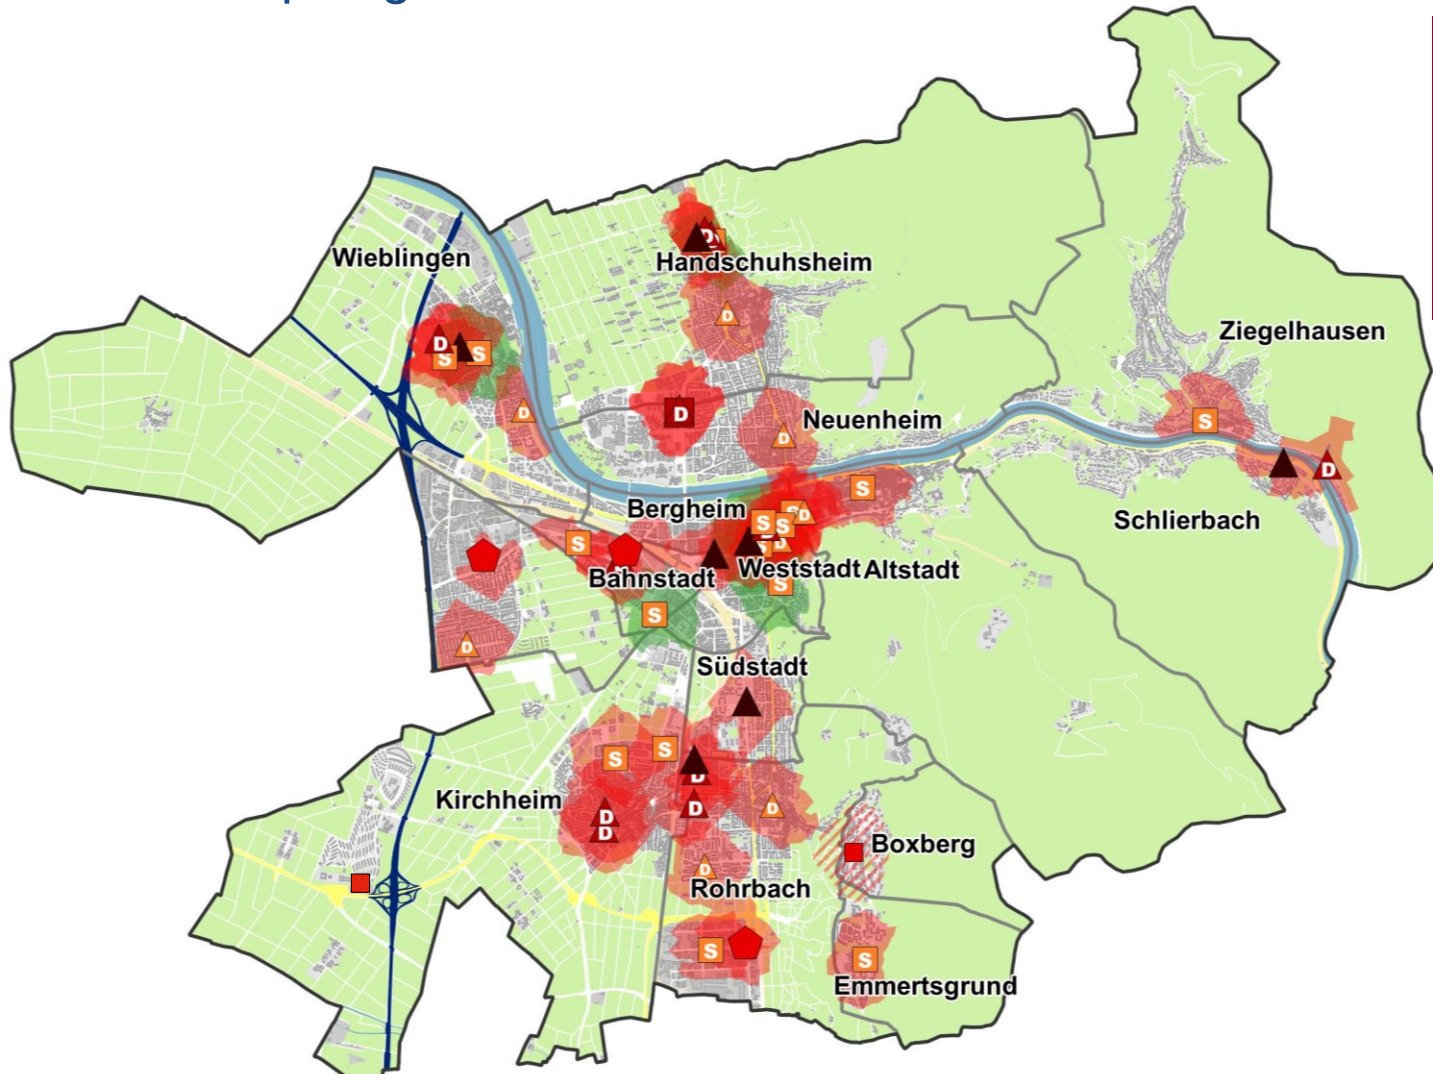 Wieblingen
Handschuhsheim
Ziegelhausen
Neuenheim
Bergheim
Schlierbach
Bahnstadt
Weststadt
Altstadt
Südstadt
Kirchheim
Boxberg
Rohrbach
Emmertsgrund
D
D
D
S
S
D
D
D
S
D
S
S
S
S
D
S
D
S
S
D
S
S
D
D
D
D
D
D
S
S